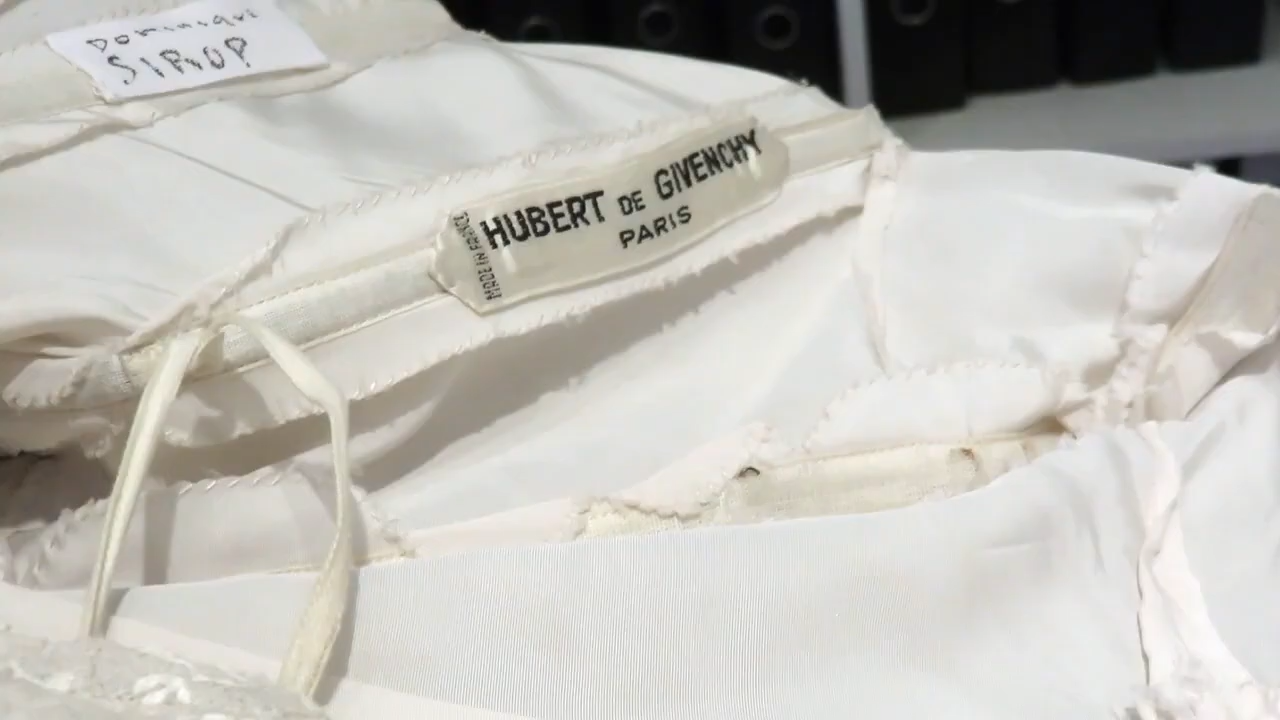 Dominique
SIROP
HUBERT DE GIVENCHY
PARIS
MADE IN FRANCE